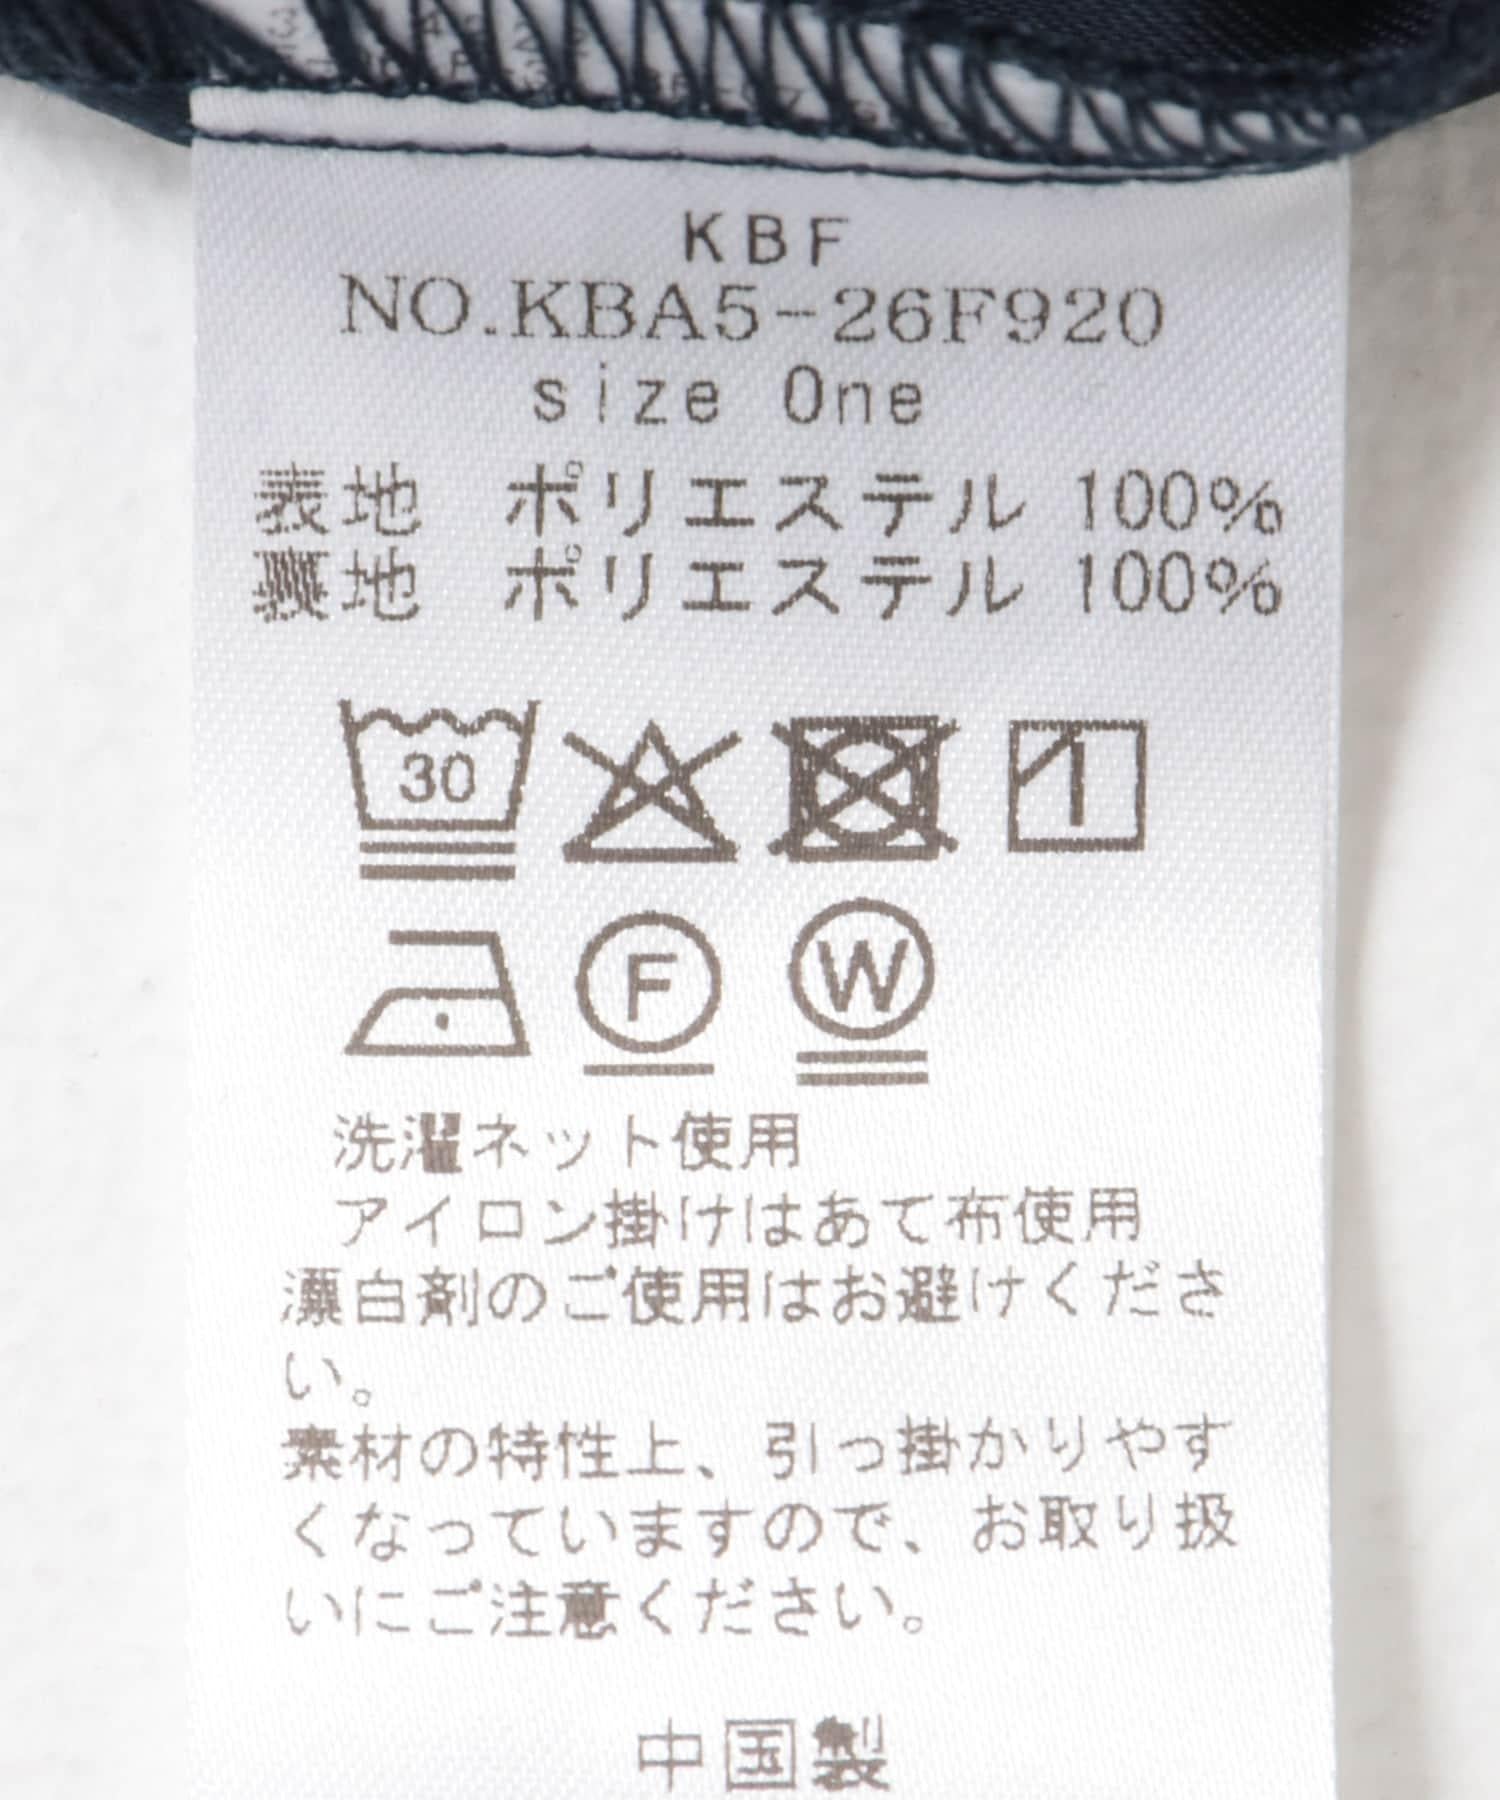 KBF
NO.KBA5-26F920
size One
表地 ポリエステル 100%
裏地 ポリエステル 100%
30
F
W
洗濯ネット使用
アイロン掛けはあて布使用
漂白剤のご使用はお避けくださ
い。
素材の特性上、引っ掛かりやす
くなっていますので、お取り扱
いにご注意ください。
中国製